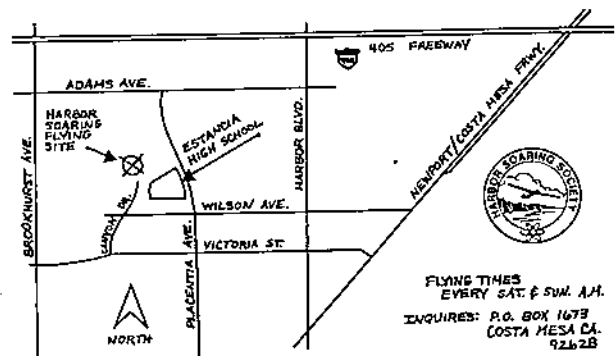 405 FREEWAY
ADAMS AVE.
HARBOR
SOARING
FLYING
SITE
ESTANCIA
HIGH SCHOOL
HARBOR BLVD.
NEWPORT/COSTA MESA FRWY.
BROOKHURST AVE.
CANYON DR.
WILSON AVE.
VICTORIA ST.
PLACENTIA AVE.
NORTH
HARBOR SOARING SOCIETY
FLYING TIMES
EVERY SAT. & SUN. A.M.
INQUIRES: P.O. BOX 1673
COSTA MESA CA.
92628